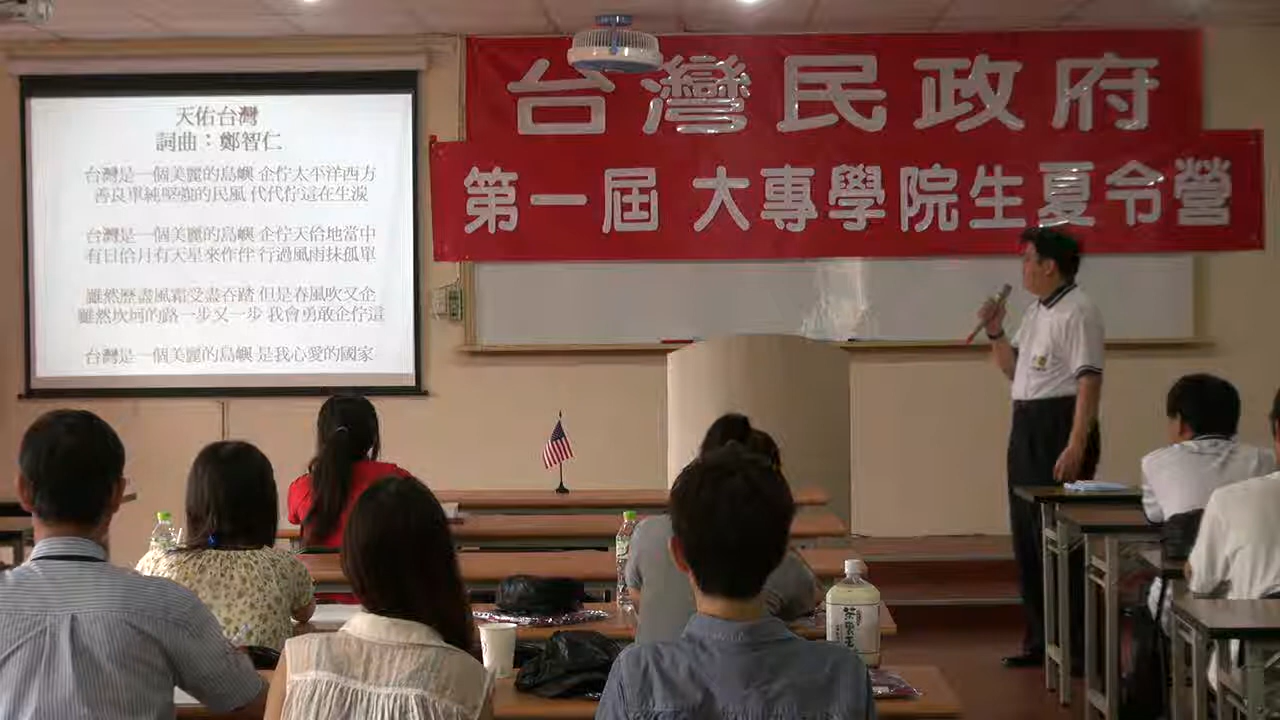 天佑台灣
詞曲：鄭智仁
台灣是一個美麗的島嶼 企佇太平洋西方
善良單純堅強的民風 代代佇這在生湠
台灣是一個美麗的島嶼 企佇天佮地當中
有日佮月有天星來作伴 行過風雨抹孤單
雖然歷盡風霜受盡吞踏 但是春風吹又企
雖然坎坷的路一步又一步 我會勇敢企佇這
台灣是一個美麗的島嶼 是我心愛的國家
台灣民政府
第一屆 大專學院生夏令營